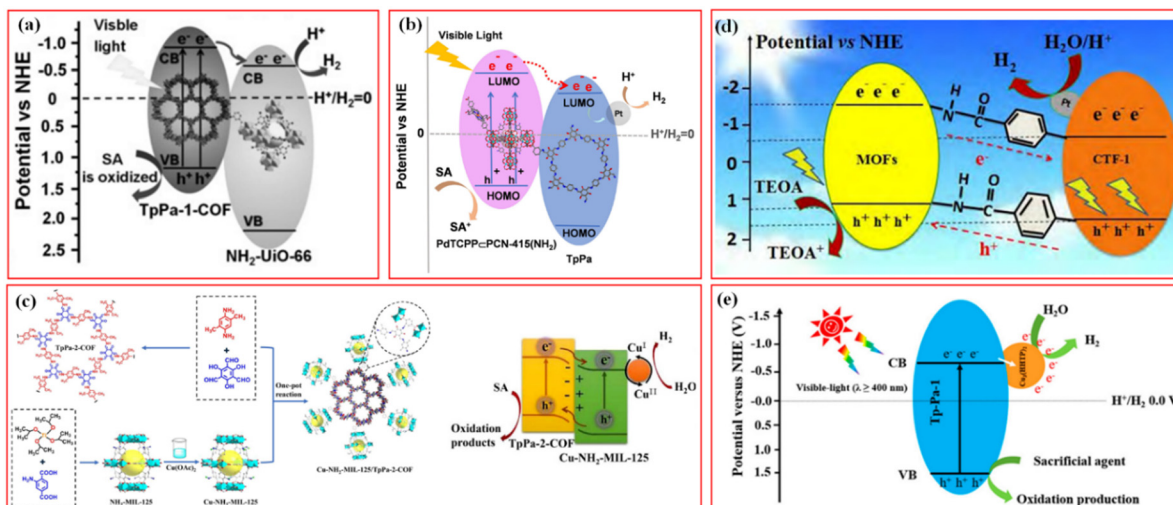 (a)
Visble
light
Potential vs NHE
-1.0
-0.5
0
0.5
1.0
1.5
2.0
2.5
e⁻ e⁻
CB
VB
h⁺ h⁺
SA
is oxidized
TpPa-1-COF
e⁻ e⁻
CB
H⁺
H₂
H⁺/H₂=0
VB
NH₂-UiO-66
(b)
Visible Light
Potential vs NHE
0
e e
LUMO
h h
HOMO
SA
SA⁺
PdTCPP⊂PCN-415(NH₂)
e e
LUMO
Pt
H⁺
H₂
H⁺/H₂=0
HOMO
TpPa
(d)
Potential vs NHE
-2
-1
0
1
2
e⁻ e⁻ e⁻
MOFs
h⁺ h⁺ h⁺
TEOA
TEOA⁺
H
N
C
O
e⁻
H
N
C
O
h⁺
H₂O/H⁺
H₂
Pt
e⁻ e⁻ e⁻
CTF-1
h⁺ h⁺ h⁺
(c)
TpPa-2-COF
+
+
NH₂-MIL-125
Cu(OAc)₂
Cu-NH₂-MIL-125
One-pot
reaction
Cu-NH₂-MIL-125/TpPa-2-COF
SA
Oxidation
products
e⁻
h⁺
TpPa-2-COF
e⁻
h⁺
Cu-NH₂-MIL-125
Cuᴵ
Cuᴵᴵ
H₂
H₂O
(e)
Potential versus NHE (V)
-1.5
-1.0
-0.5
-0.0
0.5
1.0
1.5
Visible-light (λ ≥ 400 nm)
CB
e⁻ e⁻ e⁻
Tp-Pa-1
VB
h⁺ h⁺ h⁺
Cu₃(HHTP)₂
H₂O
H₂
H⁺/H₂ 0.0 V
Sacrificial agent
Oxidation production